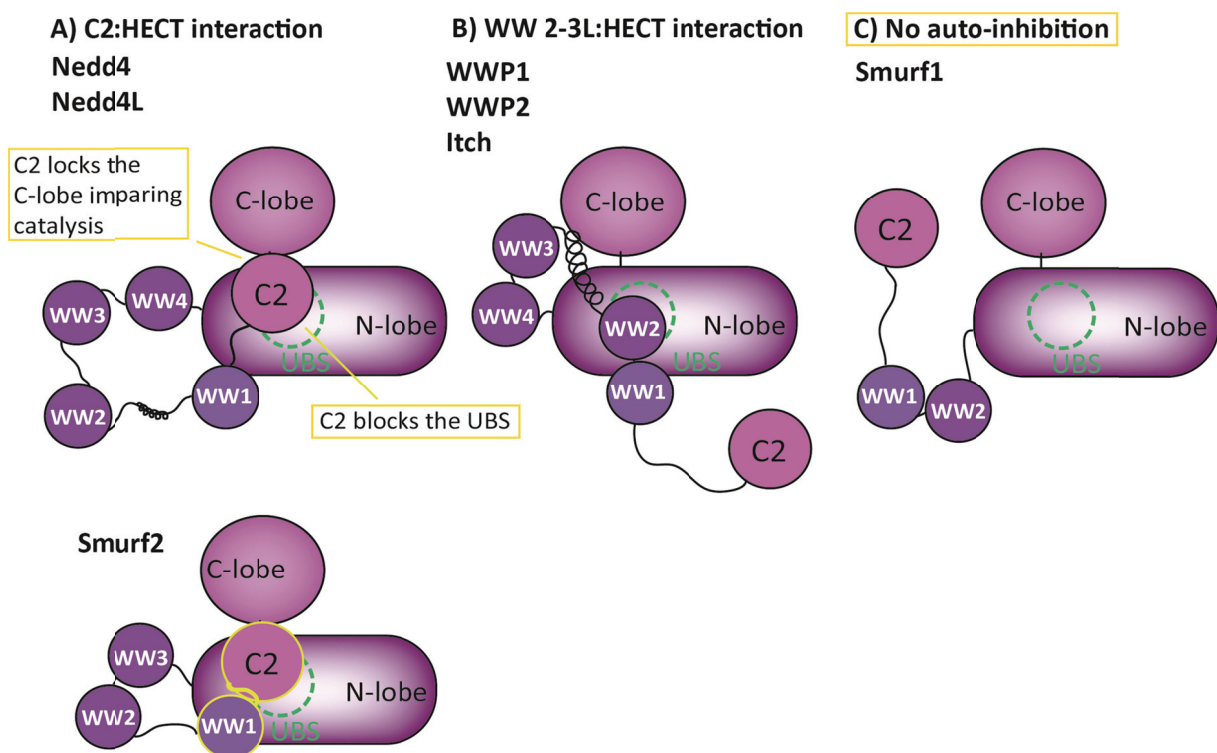 A) C2:HECT interaction
Nedd4
Nedd4L
C2 locks the
C-lobe imparing
catalysis
C-lobe
C2
N-lobe
UBS
WW4
WW3
WW2
WW1
C2 blocks the UBS
B) WW 2-3L:HECT interaction
WWP1
WWP2
Itch
C-lobe
WW3
WW4
WW2
N-lobe
UBS
WW1
C2
C) No auto-inhibition
Smurf1
C2
C-lobe
N-lobe
UBS
WW1
WW2
Smurf2
C-lobe
C2
WW3
N-lobe
WW2
WW1
UBS